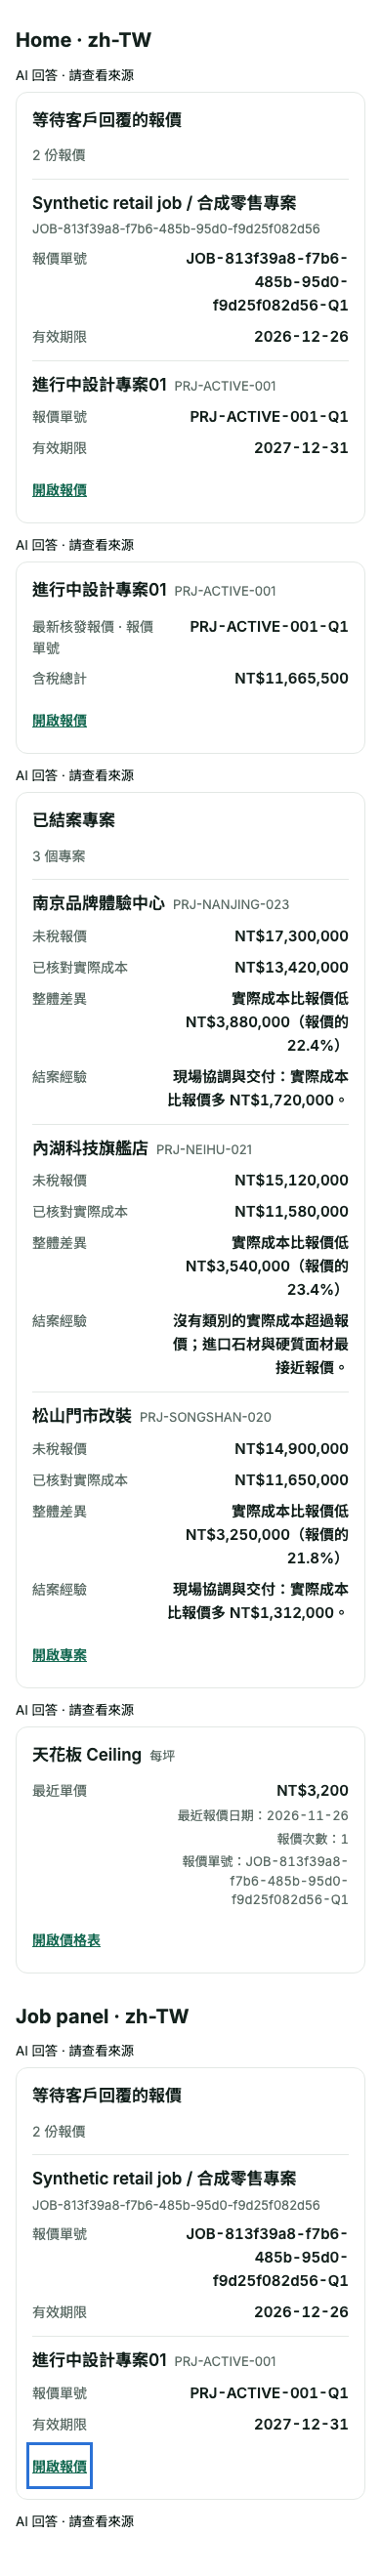 Home · zh-TW
AI 回答 · 請查看來源
等待客戶回覆的報價
2 份報價
Synthetic retail job / 合成零售專案
JOB-813f39a8-f7b6-485b-95d0-f9d25f082d56
報價單號 JOB-813f39a8-f7b6-
485b-95d0-
f9d25f082d56-Q1
有效期限 2026-12-26
進行中設計專案01 PRJ-ACTIVE-001
報價單號 PRJ-ACTIVE-001-Q1
有效期限 2027-12-31
開啟報價
AI 回答 · 請查看來源
進行中設計專案01 PRJ-ACTIVE-001
最新核發報價 · 報價 PRJ-ACTIVE-001-Q1
單號
含稅總計 NT$11,665,500
開啟報價
AI 回答 · 請查看來源
已結案專案
3 個專案
南京品牌體驗中心 PRJ-NANJING-023
未稅報價 NT$17,300,000
已核對實際成本 NT$13,420,000
整體差異 實際成本比報價低
NT$3,880,000（報價的
22.4%）
結案經驗 現場協調與交付：實際成本
比報價多 NT$1,720,000。
內湖科技旗艦店 PRJ-NEIHU-021
未稅報價 NT$15,120,000
已核對實際成本 NT$11,580,000
整體差異 實際成本比報價低
NT$3,540,000（報價的
23.4%）
結案經驗 沒有類別的實際成本超過報
價；進口石材與硬質面材最
接近報價。
松山門市改裝 PRJ-SONGSHAN-020
未稅報價 NT$14,900,000
已核對實際成本 NT$11,650,000
整體差異 實際成本比報價低
NT$3,250,000（報價的
21.8%）
結案經驗 現場協調與交付：實際成本
比報價多 NT$1,312,000。
開啟專案
AI 回答 · 請查看來源
天花板 Ceiling 每坪
最近單價 NT$3,200
最近報價日期：2026-11-26
報價次數：1
報價單號：JOB-813f39a8-
f7b6-485b-95d0-
f9d25f082d56-Q1
開啟價格表
Job panel · zh-TW
AI 回答 · 請查看來源
等待客戶回覆的報價
2 份報價
Synthetic retail job / 合成零售專案
JOB-813f39a8-f7b6-485b-95d0-f9d25f082d56
報價單號 JOB-813f39a8-f7b6-
485b-95d0-
f9d25f082d56-Q1
有效期限 2026-12-26
進行中設計專案01 PRJ-ACTIVE-001
報價單號 PRJ-ACTIVE-001-Q1
有效期限 2027-12-31
開啟報價
AI 回答 · 請查看來源